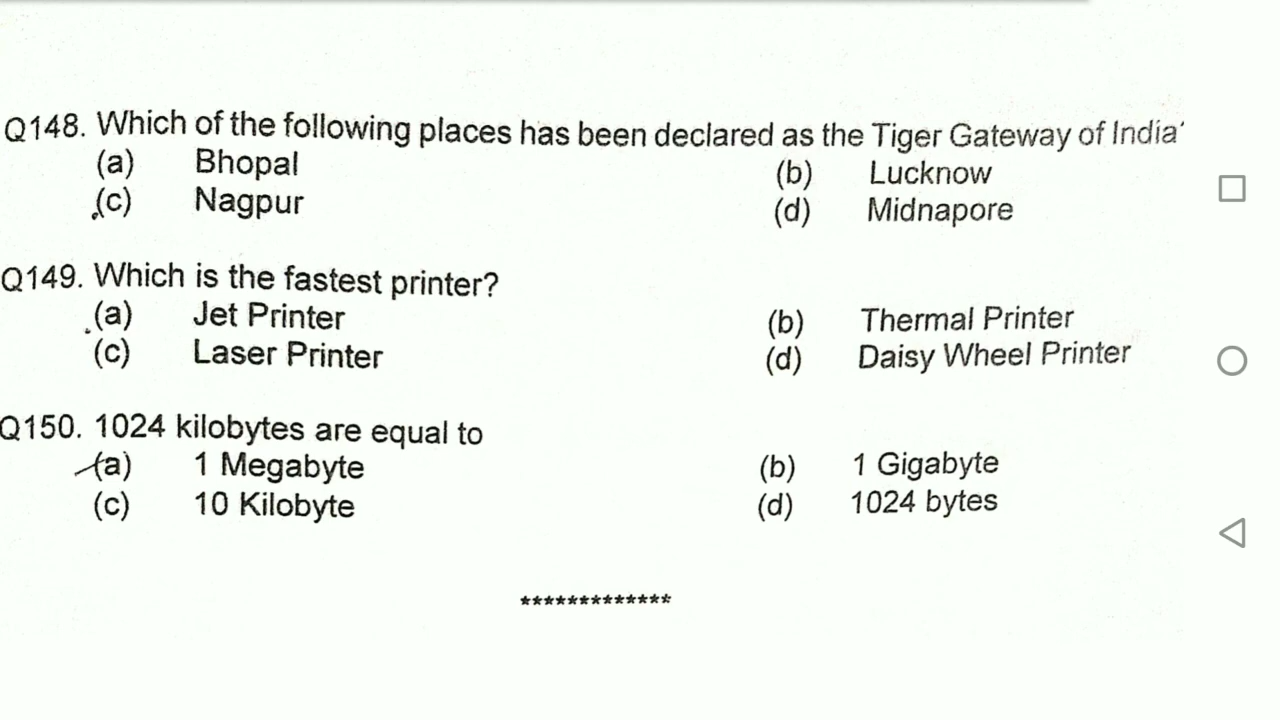 Q148. Which of the following places has been declared as the Tiger Gateway of India'
(a) Bhopal (b) Lucknow
(c) Nagpur (d) Midnapore
Q149. Which is the fastest printer?
(a) Jet Printer (b) Thermal Printer
(c) Laser Printer (d) Daisy Wheel Printer
Q150. 1024 kilobytes are equal to
(a) 1 Megabyte (b) 1 Gigabyte
(c) 10 Kilobyte (d) 1024 bytes
*************